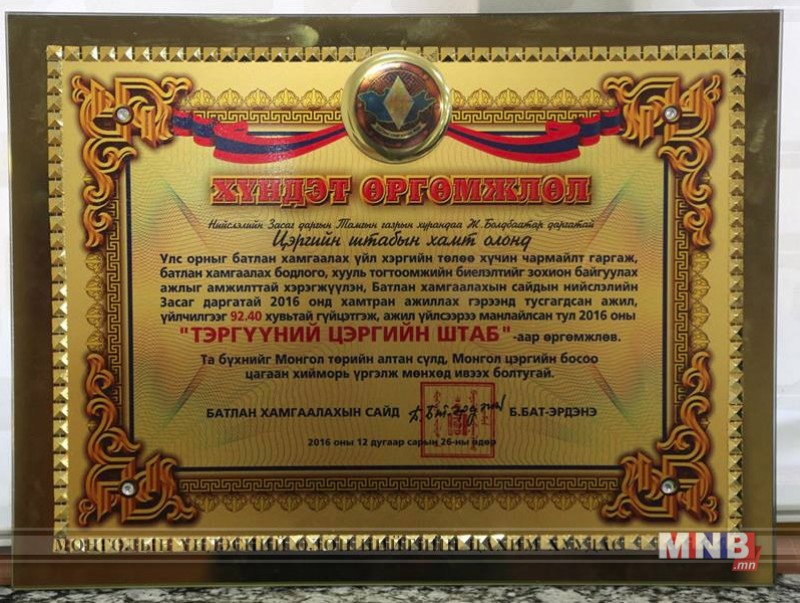 ХҮНДЭТ ӨРГӨМЖЛӨЛ
Нийслэлийн Засаг даргын Тамгын газрын хурандаа Ж.Болдбаатар даргатай
Цэргийн штабын хамт олонд
Улс орныг батлан хамгаалах үйл хэргийн төлөө хүчин чармайлт гаргаж,
батлан хамгаалах бодлого, хууль тогтоомжийн биелэлтийг зохион байгуулах
ажлыг амжилттай хэрэгжүүлэн, Батлан хамгаалахын сайдын нийслэлийн
Засаг даргатай 2016 онд хамтран ажиллах гэрээнд тусгагдсан ажил,
үйлчилгээг 92.40 хувьтай гүйцэтгэж, ажил үйлсээрээ манлайлсан тул 2016 оны
"ТЭРГҮҮНИЙ ЦЭРГИЙН ШТАБ" -аар өргөмжлөв.
Та бүхнийг Монгол төрийн алтан сүлд, Монгол цэргийн босоо
цагаан хийморь үргэлж мөнхөд ивээх болтугай.
БАТЛАН ХАМГААЛАХЫН САЙД Б.БАТ-ЭРДЭНЭ
2016 оны 12 дугаар сарын 26-ны өдөр
MNB
.mn